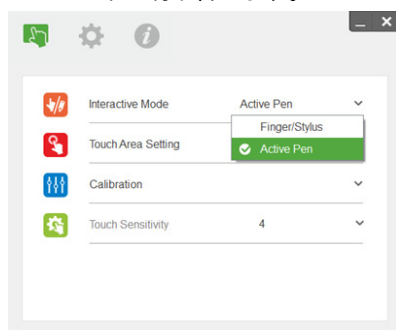 Interactive Mode Active Pen
Finger/Stylus
Touch Area Setting
Active Pen
Calibration
Touch Sensitivity 4